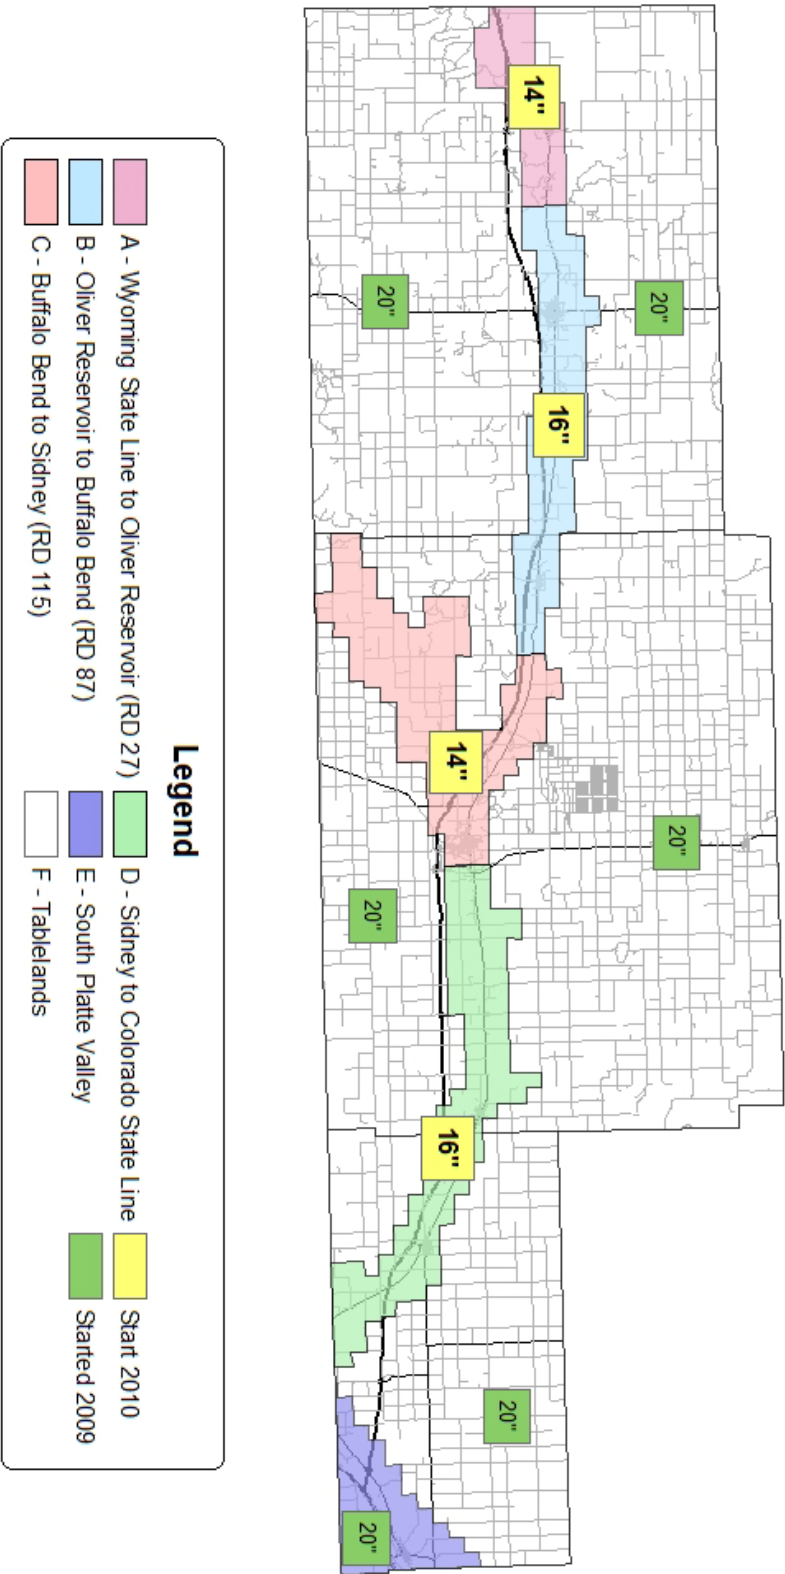 20"
20"
20"
14"
16"
14"
16"
20"
20"
20"
Legend
A - Wyoming State Line to Oliver Reservoir (RD 27)
B - Oliver Reservoir to Buffalo Bend (RD 87)
C - Buffalo Bend to Sidney (RD 115)
D - Sidney to Colorado State Line
E - South Platte Valley
F - Tablelands
Start 2010
Started 2009